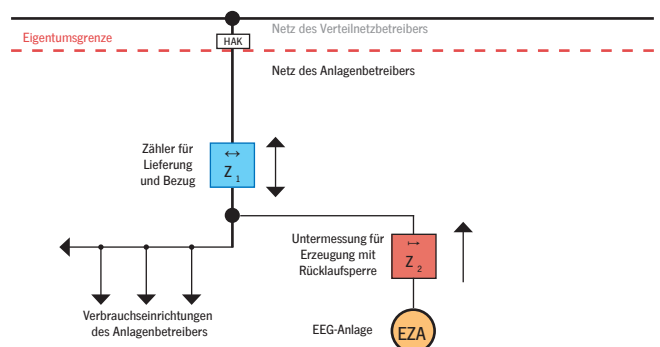 Netz des Verteilnetzbetreibers
Eigentumsgrenze
HAK
Netz des Anlagenbetreibers
Zähler für
Lieferung
und Bezug
↔
Z 1
Untermessung für
Erzeugung mit
Rücklaufsperre
↦
Z 2
Verbrauchseinrichtungen
des Anlagenbetreibers
EEG-Anlage
EZA